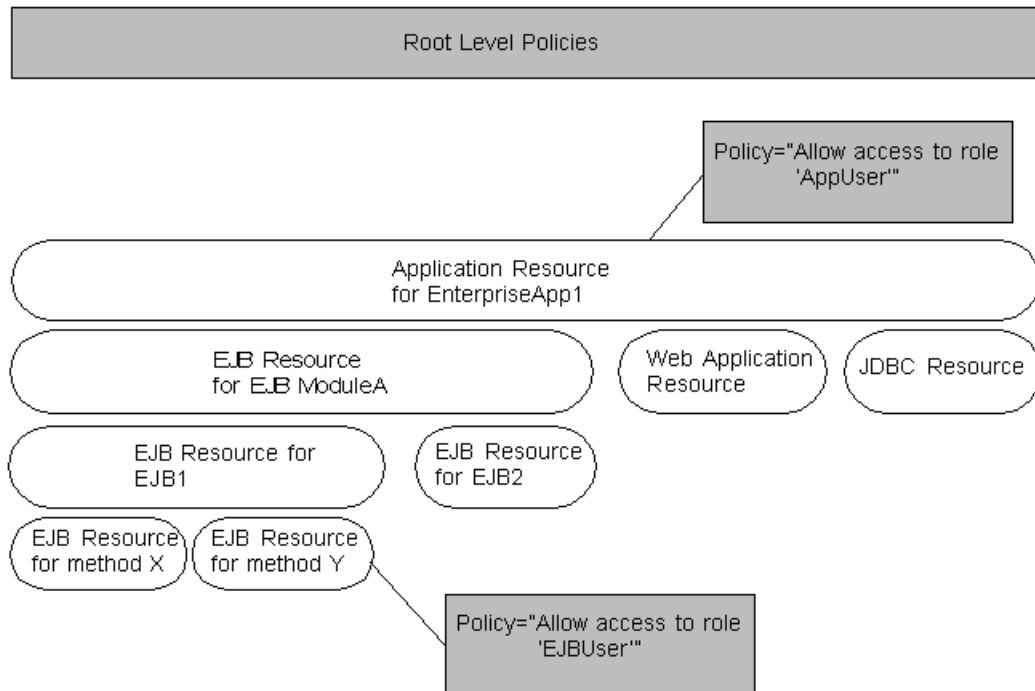 Root Level Policies
Policy="Allow access to role
'AppUser'"
Application Resource
for EnterpriseApp1
EJB Resource
for EJB ModuleA
Web Application
Resource
JDBC Resource
EJB Resource for
EJB1
EJB Resource
for EJB2
EJB Resource
for method X
EJB Resource
for method Y
Policy="Allow access to role
'EJBUser'"